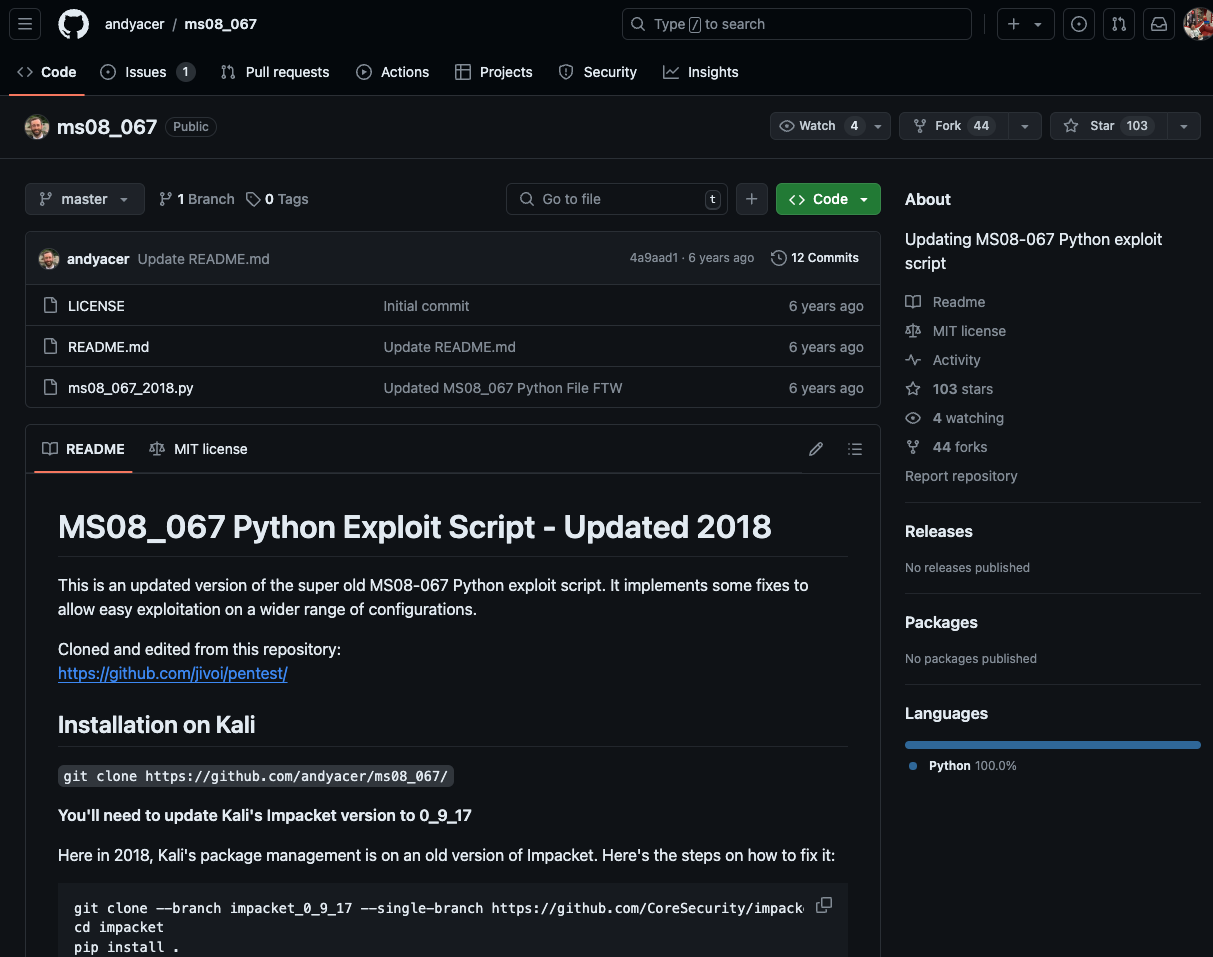 andyacer / ms08_067
Type / to search
Code
Issues 1
Pull requests
Actions
Projects
Security
Insights
ms08_067 Public
Watch 4
Fork 44
Star 103
master
1 Branch
0 Tags
Go to file t
Code
andyacer Update README.md 4a9aad1 · 6 years ago 12 Commits
LICENSE Initial commit 6 years ago
README.md Update README.md 6 years ago
ms08_067_2018.py Updated MS08_067 Python File FTW 6 years ago
README
MIT license
MS08_067 Python Exploit Script - Updated 2018
This is an updated version of the super old MS08-067 Python exploit script. It implements some fixes to
allow easy exploitation on a wider range of configurations.
Cloned and edited from this repository:
https://github.com/jivoi/pentest/
Installation on Kali
git clone https://github.com/andyacer/ms08_067/
You'll need to update Kali's Impacket version to 0_9_17
Here in 2018, Kali's package management is on an old version of Impacket. Here's the steps on how to fix it:
git clone --branch impacket_0_9_17 --single-branch https://github.com/CoreSecurity/impack
cd impacket
pip install .
About
Updating MS08-067 Python exploit
script
Readme
MIT license
Activity
103 stars
4 watching
44 forks
Report repository
Releases
No releases published
Packages
No packages published
Languages
Python 100.0%